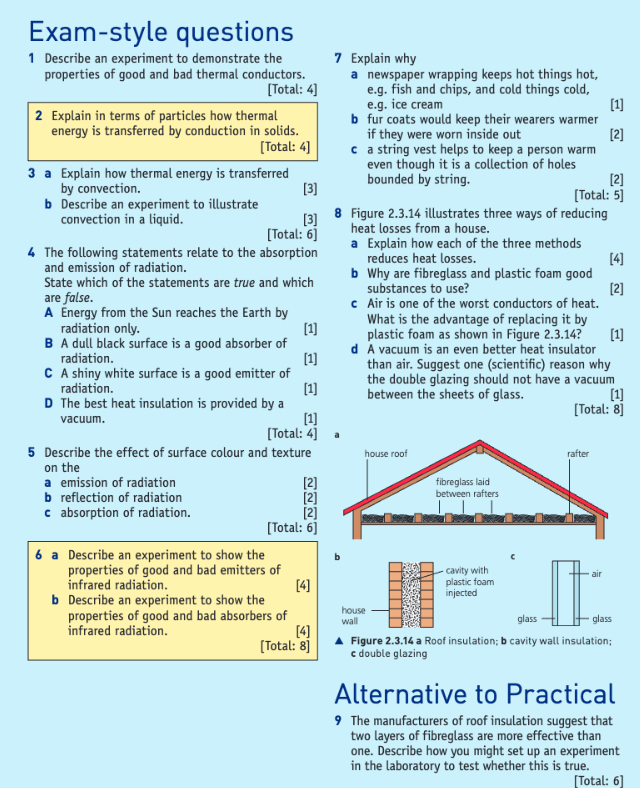 Exam-style questions
1 Describe an experiment to demonstrate the
properties of good and bad thermal conductors.
[Total: 4]
2 Explain in terms of particles how thermal
energy is transferred by conduction in solids.
[Total: 4]
3 a Explain how thermal energy is transferred
by convection. [3]
b Describe an experiment to illustrate
convection in a liquid. [3]
[Total: 6]
4 The following statements relate to the absorption
and emission of radiation.
State which of the statements are true and which
are false.
A Energy from the Sun reaches the Earth by
radiation only. [1]
B A dull black surface is a good absorber of
radiation. [1]
C A shiny white surface is a good emitter of
radiation. [1]
D The best heat insulation is provided by a
vacuum. [1]
[Total: 4]
5 Describe the effect of surface colour and texture
on the
a emission of radiation [2]
b reflection of radiation [2]
c absorption of radiation. [2]
[Total: 6]
6 a Describe an experiment to show the
properties of good and bad emitters of
infrared radiation. [4]
b Describe an experiment to show the
properties of good and bad absorbers of
infrared radiation. [4]
[Total: 8]
7 Explain why
a newspaper wrapping keeps hot things hot,
e.g. fish and chips, and cold things cold,
e.g. ice cream [1]
b fur coats would keep their wearers warmer
if they were worn inside out [2]
c a string vest helps to keep a person warm
even though it is a collection of holes
bounded by string. [2]
[Total: 5]
8 Figure 2.3.14 illustrates three ways of reducing
heat losses from a house.
a Explain how each of the three methods
reduces heat losses. [4]
b Why are fibreglass and plastic foam good
substances to use? [2]
c Air is one of the worst conductors of heat.
What is the advantage of replacing it by
plastic foam as shown in Figure 2.3.14? [1]
d A vacuum is an even better heat insulator
than air. Suggest one (scientific) reason why
the double glazing should not have a vacuum
between the sheets of glass. [1]
[Total: 8]
a
house roof
rafter
fibreglass laid
between rafters
b
cavity with
plastic foam
injected
house
wall
c
air
glass
glass
▲ Figure 2.3.14 a Roof insulation; b cavity wall insulation;
c double glazing
Alternative to Practical
9 The manufacturers of roof insulation suggest that
two layers of fibreglass are more effective than
one. Describe how you might set up an experiment
in the laboratory to test whether this is true.
[Total: 6]